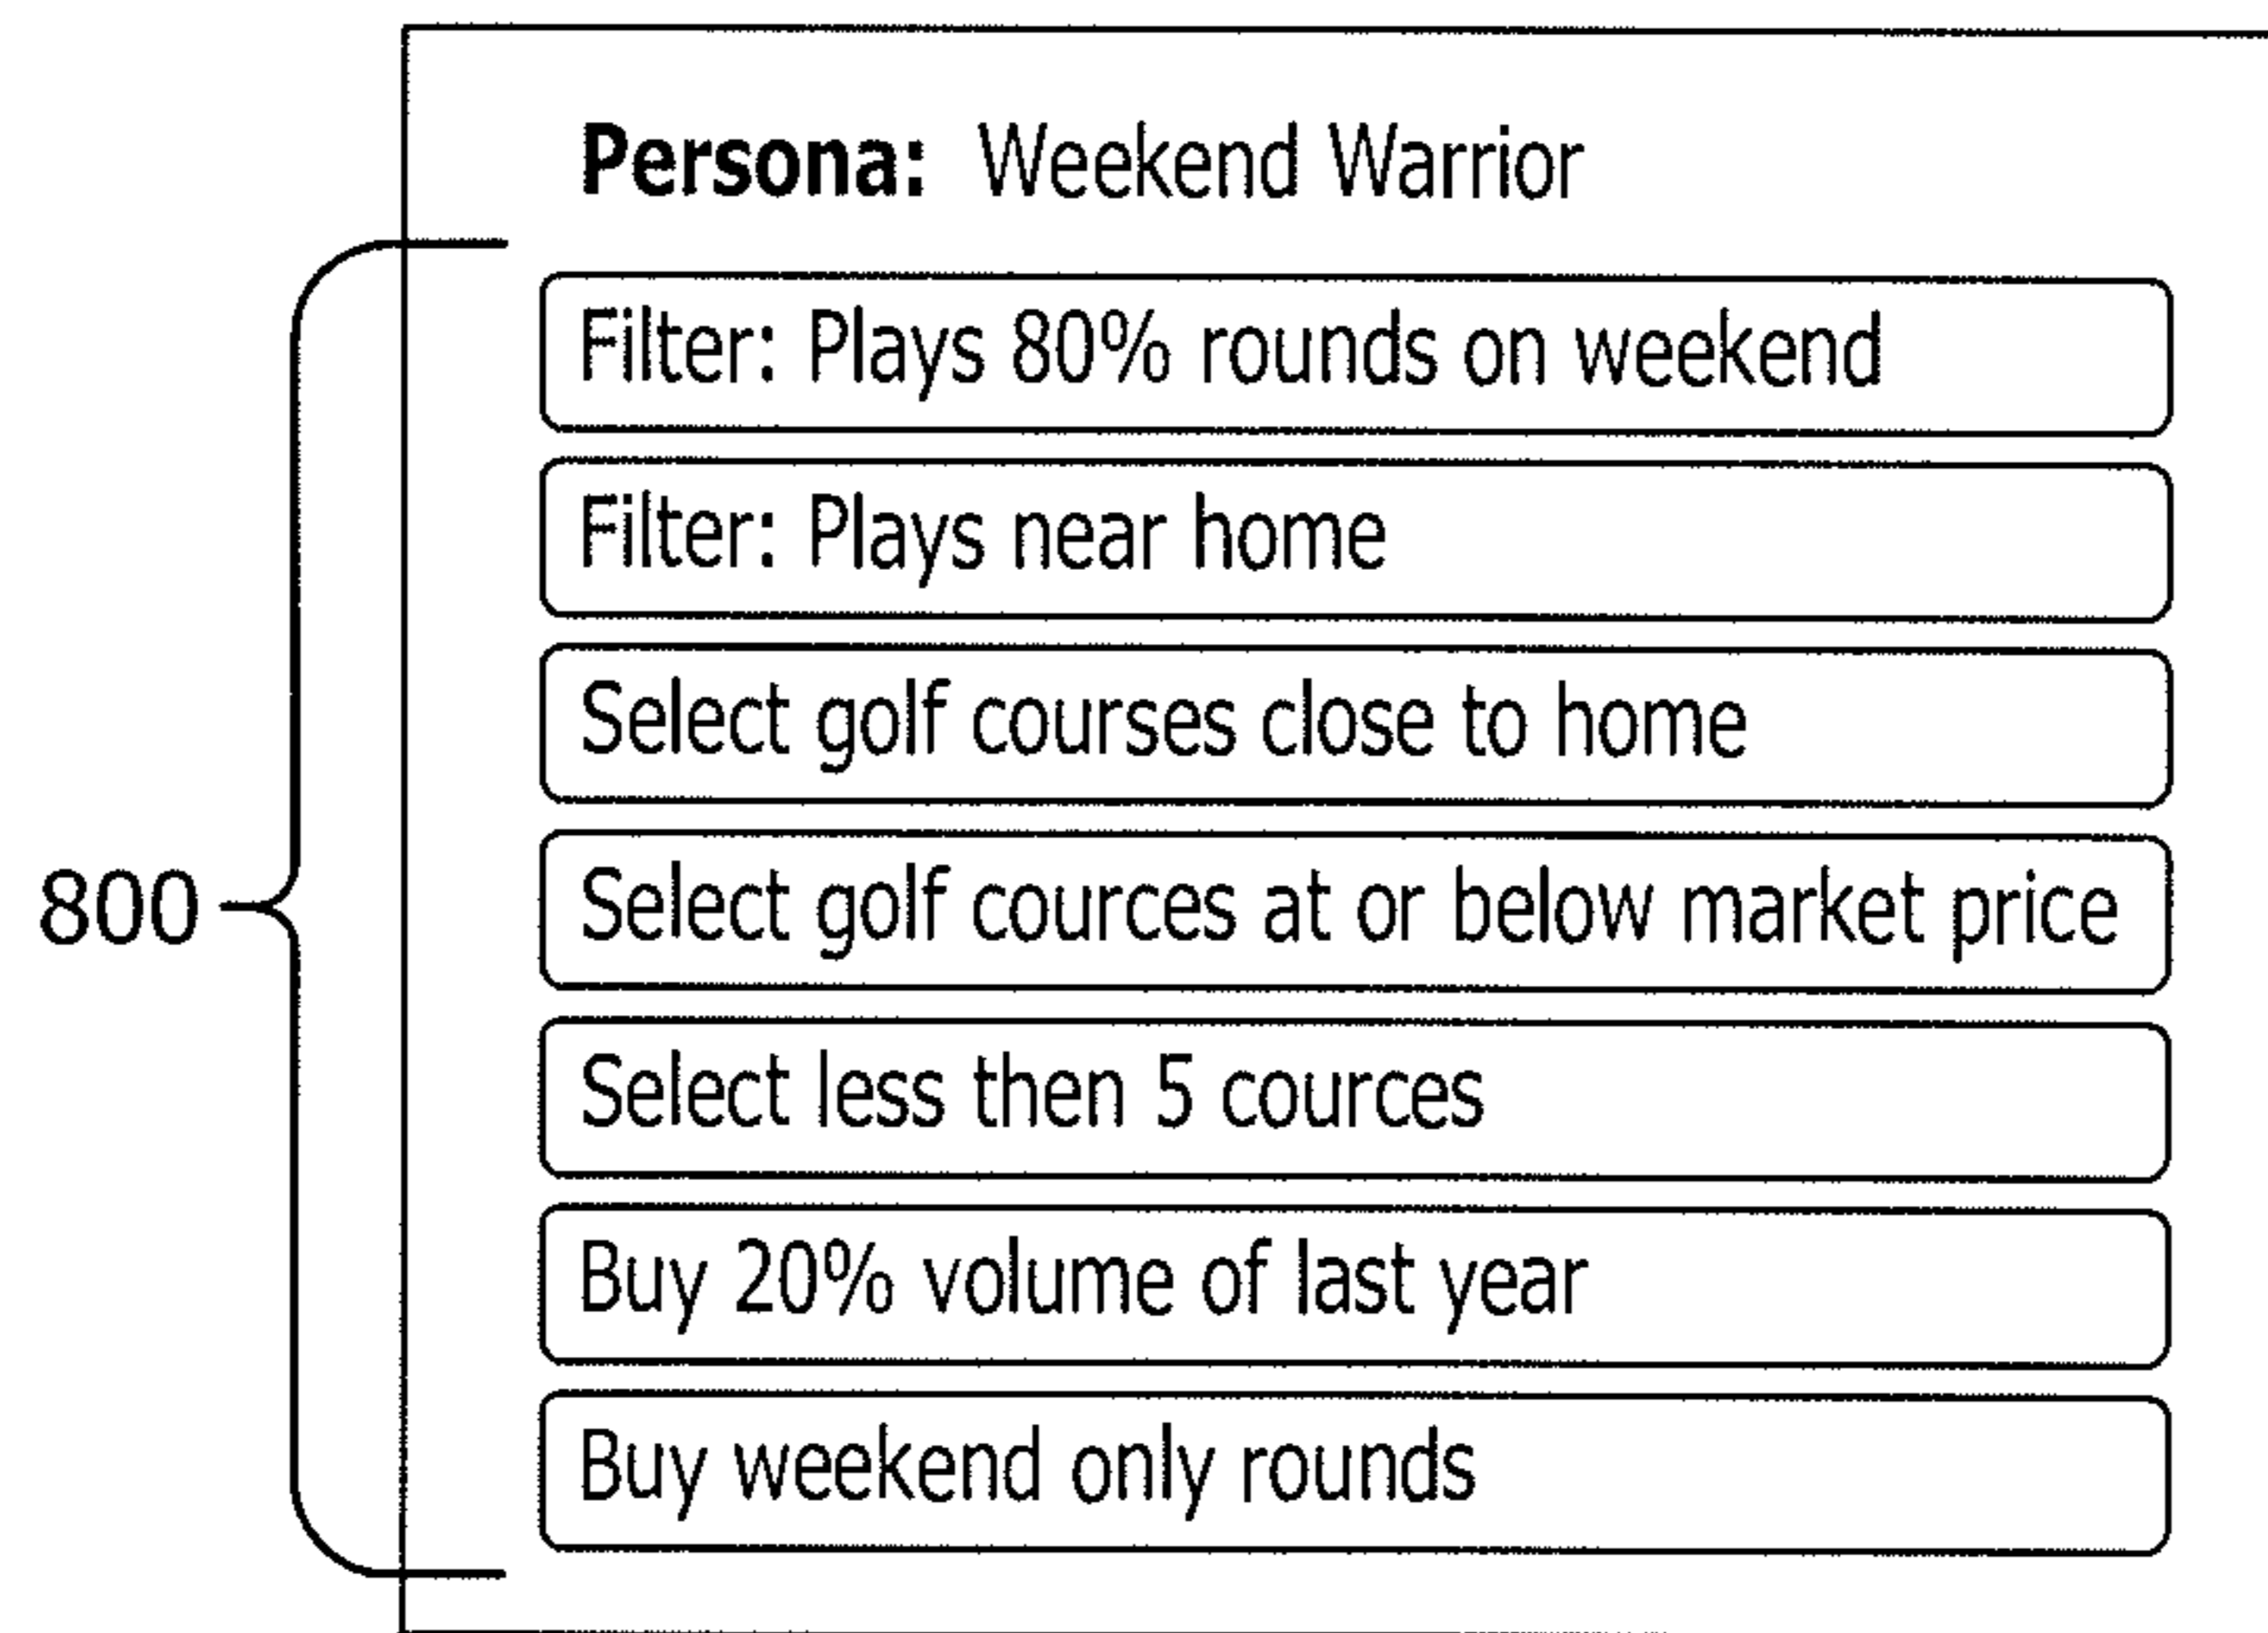 Persona: Weekend Warrior
Filter: Plays 80% rounds on weekend
Filter: Plays near home
Select golf courses close to home
800
Select golf cources at or below market price
Select less then 5 cources
Buy 20% volume of last year
Buy weekend only rounds